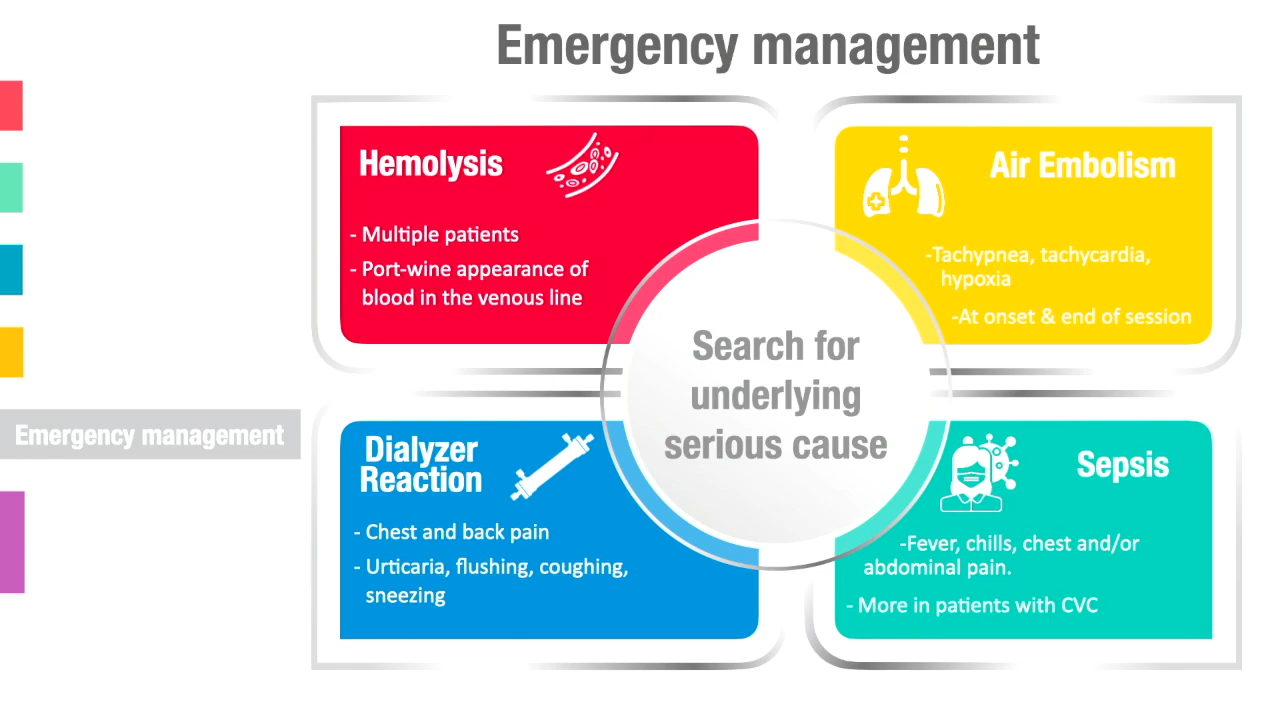 Emergency management
Hemolysis
- Multiple patients
- Port-wine appearance of
blood in the venous line
Air Embolism
-Tachypnea, tachycardia,
hypoxia
-At onset & end of session
Search for
underlying
serious cause
Emergency management
Dialyzer
Reaction
- Chest and back pain
- Urticaria, flushing, coughing,
sneezing
Sepsis
-Fever, chills, chest and/or
abdominal pain.
- More in patients with CVC